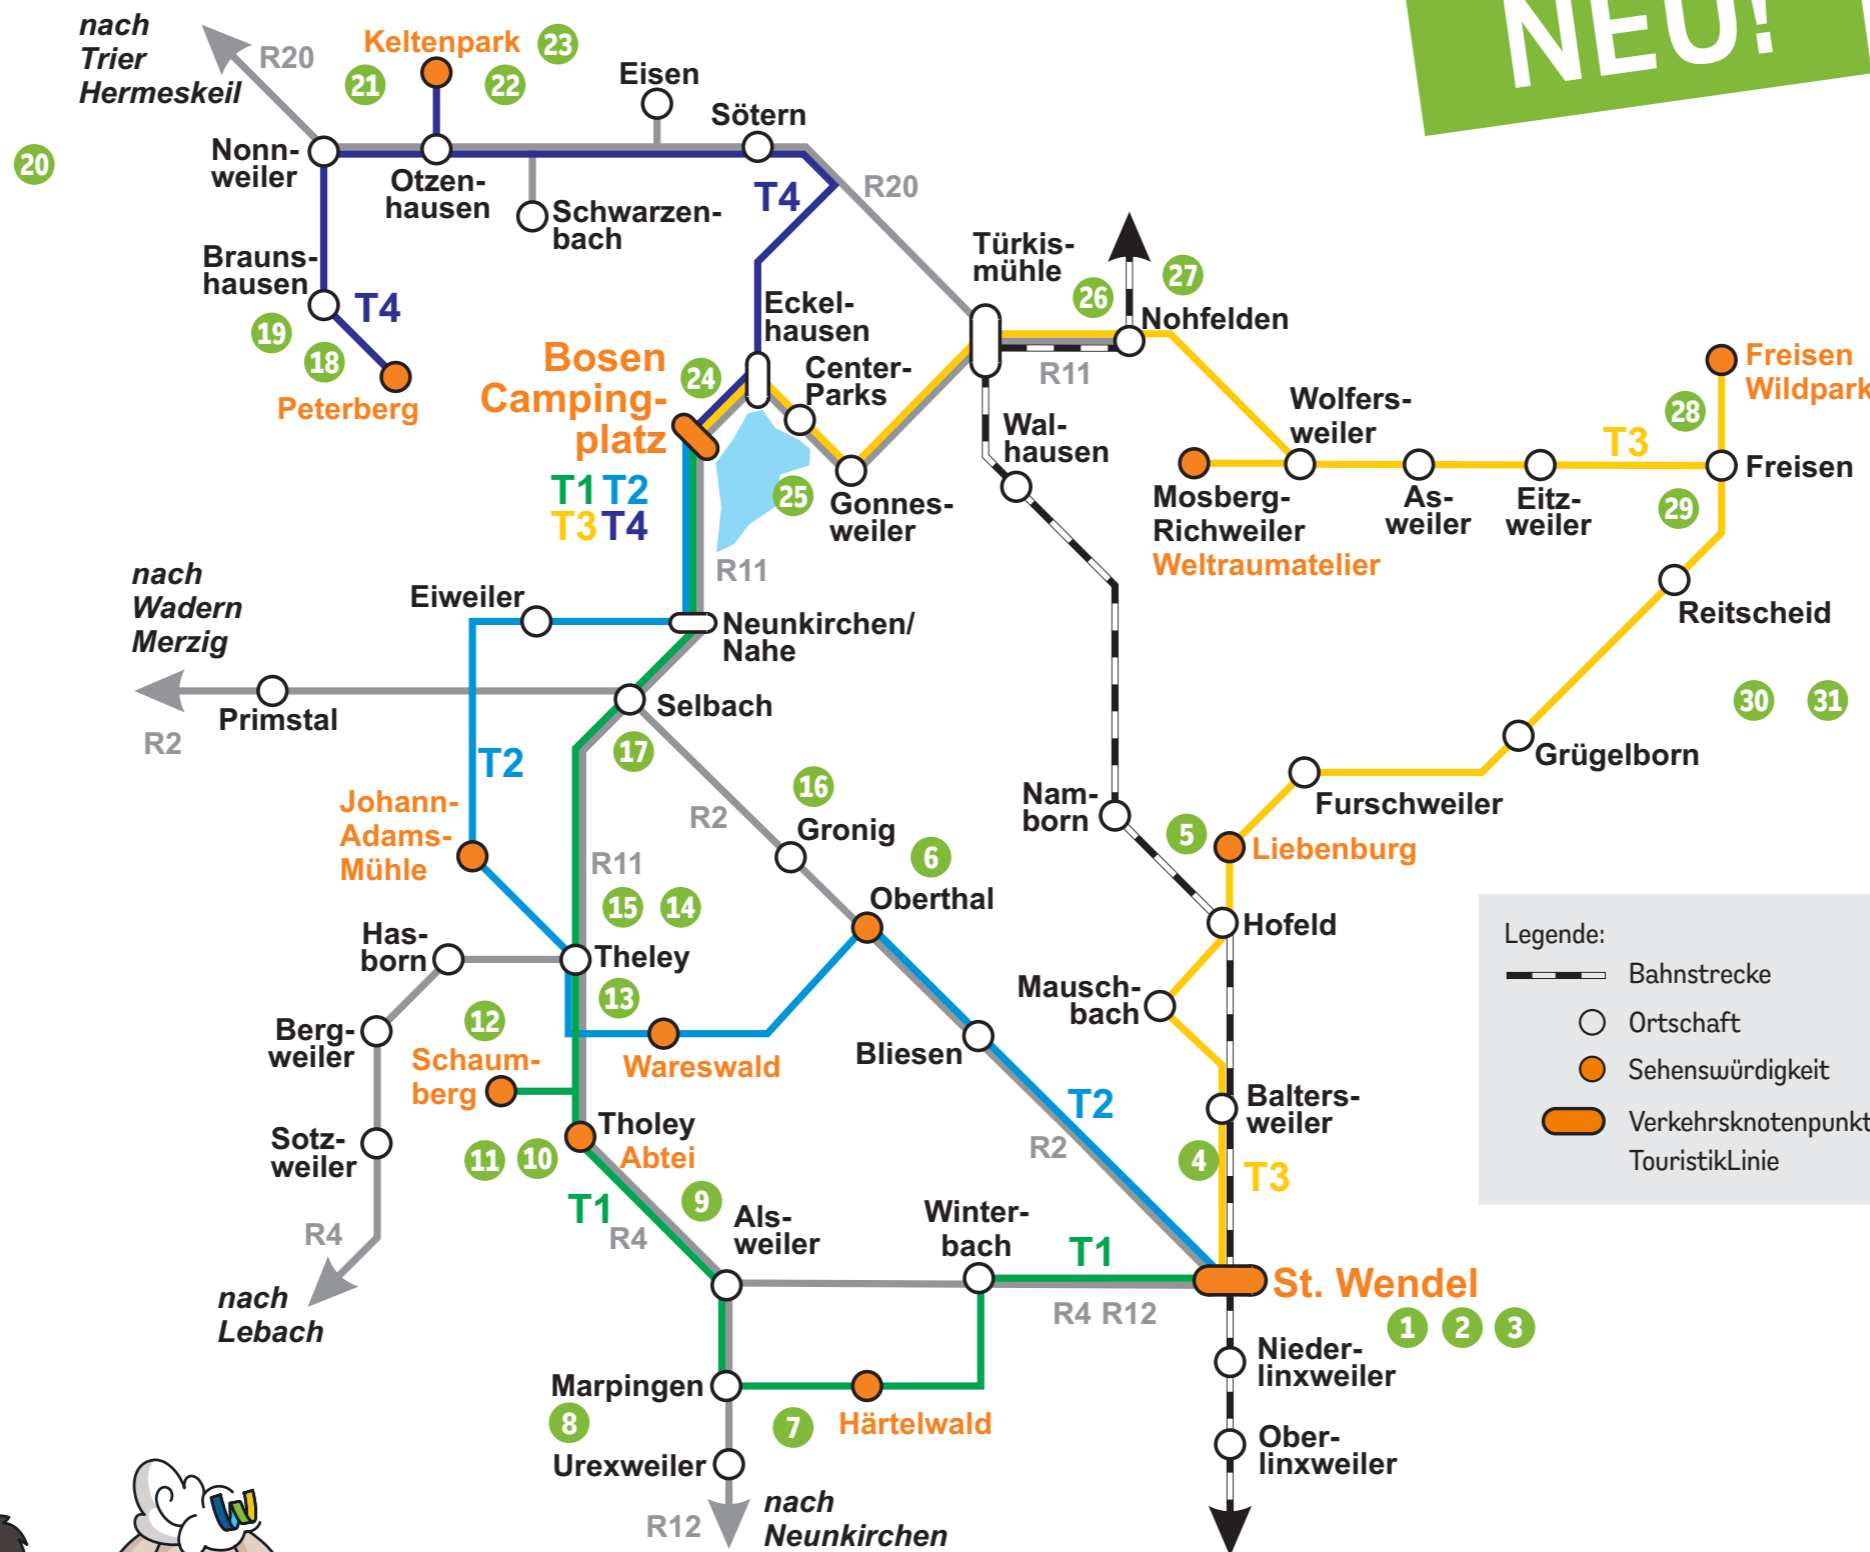 NEU!
nach
Trier
Hermeskeil
R20
Keltenpark
23
21
22
Eisen
Sötern
20
Nonn-
weiler
Otzen-
hausen
Schwarzen-
bach
T4
R20
Brauns-
hausen
T4
19
18
Peterberg
Türkis-
mühle
26
27
Nohfelden
R11
Eckel-
hausen
Bosen
Camping-
platz
24
Center-
Parks
T1 T2
T3 T4
25
Gonnes-
weiler
R11
Wal-
hausen
Wolfers-
weiler
Mosberg-
Richweiler
Weltraumatelier
As-
weiler
Eitz-
weiler
T3
Freisen
Wildpark
28
Freisen
29
Reitscheid
30
31
Grügelborn
Furschweiler
nach
Wadern
Merzig
Eiweiler
Neunkirchen/
Nahe
Primstal
R2
Selbach
17
T2
Johann-
Adams-
Mühle
R2
16
Gronig
R11
15
14
6
Oberthal
Nam-
born
5
Liebenburg
Hofeld
Has-
born
Theley
13
Mausch-
bach
Berg-
weiler
12
Schaum-
berg
Wareswald
Bliesen
T2
R2
Balters-
weiler
4
T3
Sotz-
weiler
Tholey
Abtei
11
10
T1
R4
9
Als-
weiler
Winter-
bach
T1
R4 R12
St. Wendel
1
2
3
R4
nach
Lebach
Marpingen
8
7
Härtelwald
Nieder-
linxweiler
Urexweiler
Ober-
linxweiler
R12
nach
Neunkirchen
Legende:
Bahnstrecke
Ortschaft
Sehenswürdigkeit
Verkehrsknotenpunkt
TouristikLinie
W